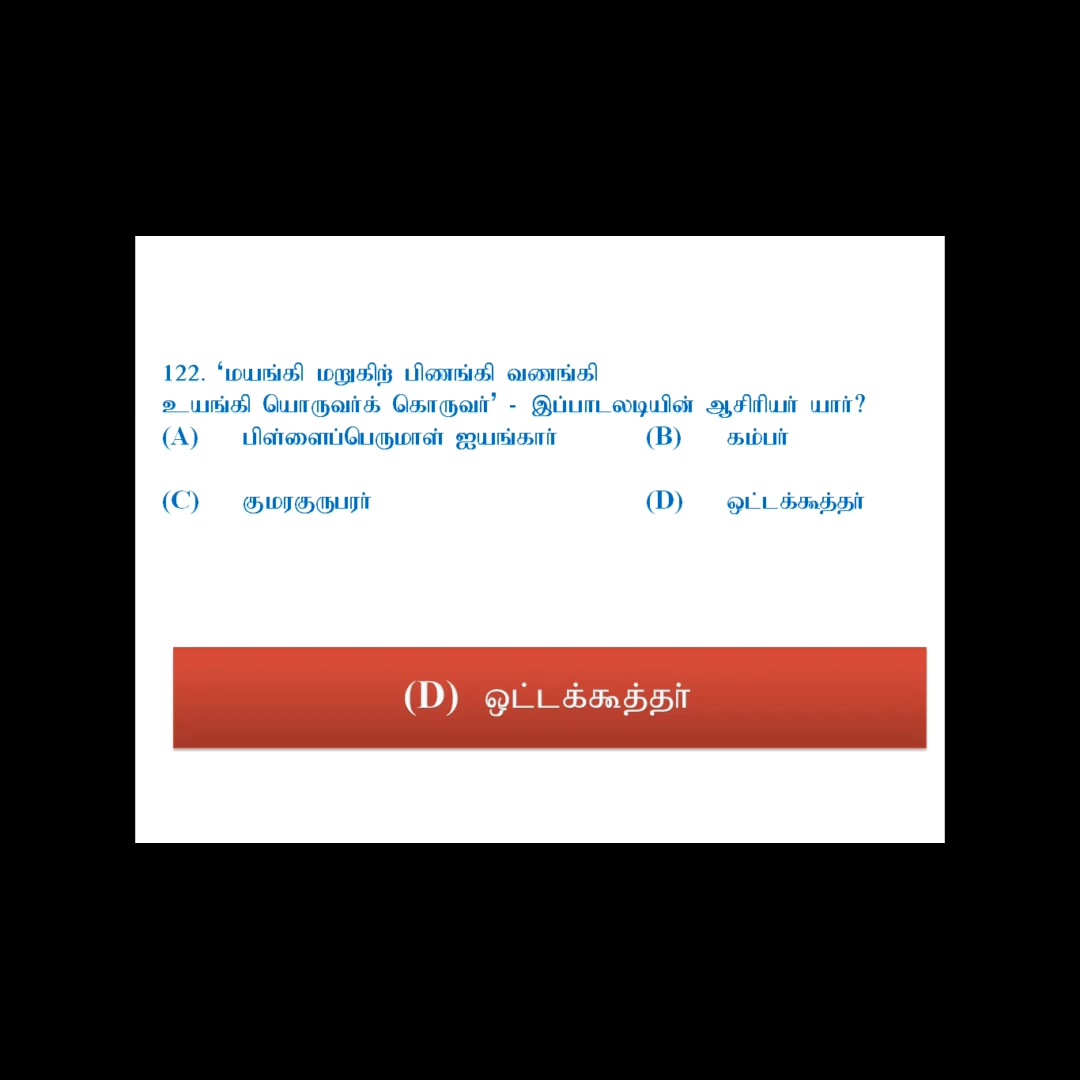 122. ‘மயங்கி மறுகிற் பிணங்கி வணங்கி
உயங்கி யொருவர்க் கொருவர்’ - இப்பாடலடியின் ஆசிரியர் யார்?
(A) பிள்ளைப்பெருமாள் ஐயங்கார் (B) கம்பர்
(C) குமரகுருபரர் (D) ஒட்டக்கூத்தர்
(D) ஒட்டக்கூத்தர்